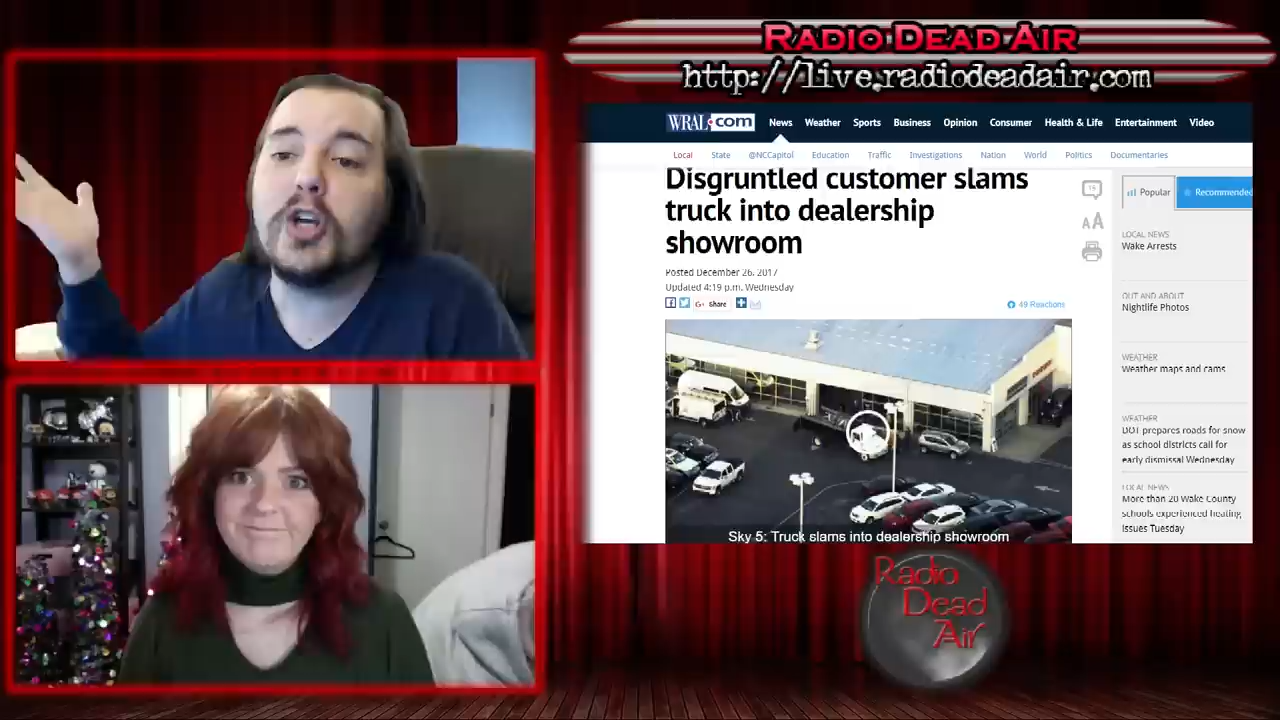 Radio Dead Air
http://live.radiodeadair.com
WRAL.com News Weather Sports Business Opinion Consumer Health & Life Entertainment Video
Local State @NCCapitol Education Traffic Investigations Nation World Politics Documentaries
Disgruntled customer slams
truck into dealership
showroom
Posted December 26, 2017
Updated 4:19 p.m. Wednesday
G+ Share
49 Reactions
Sky 5: Truck slams into dealership showroom
Popular
Recommended
LOCAL NEWS
Wake Arrests
OUT AND ABOUT
Nightlife Photos
WEATHER
Weather maps and cams
WEATHER
DOT prepares roads for snow
as school districts call for
early dismissal Wednesday
LOCAL NEWS
More than 20 Wake County
schools experienced heating
issues Tuesday
Radio
Dead
Air